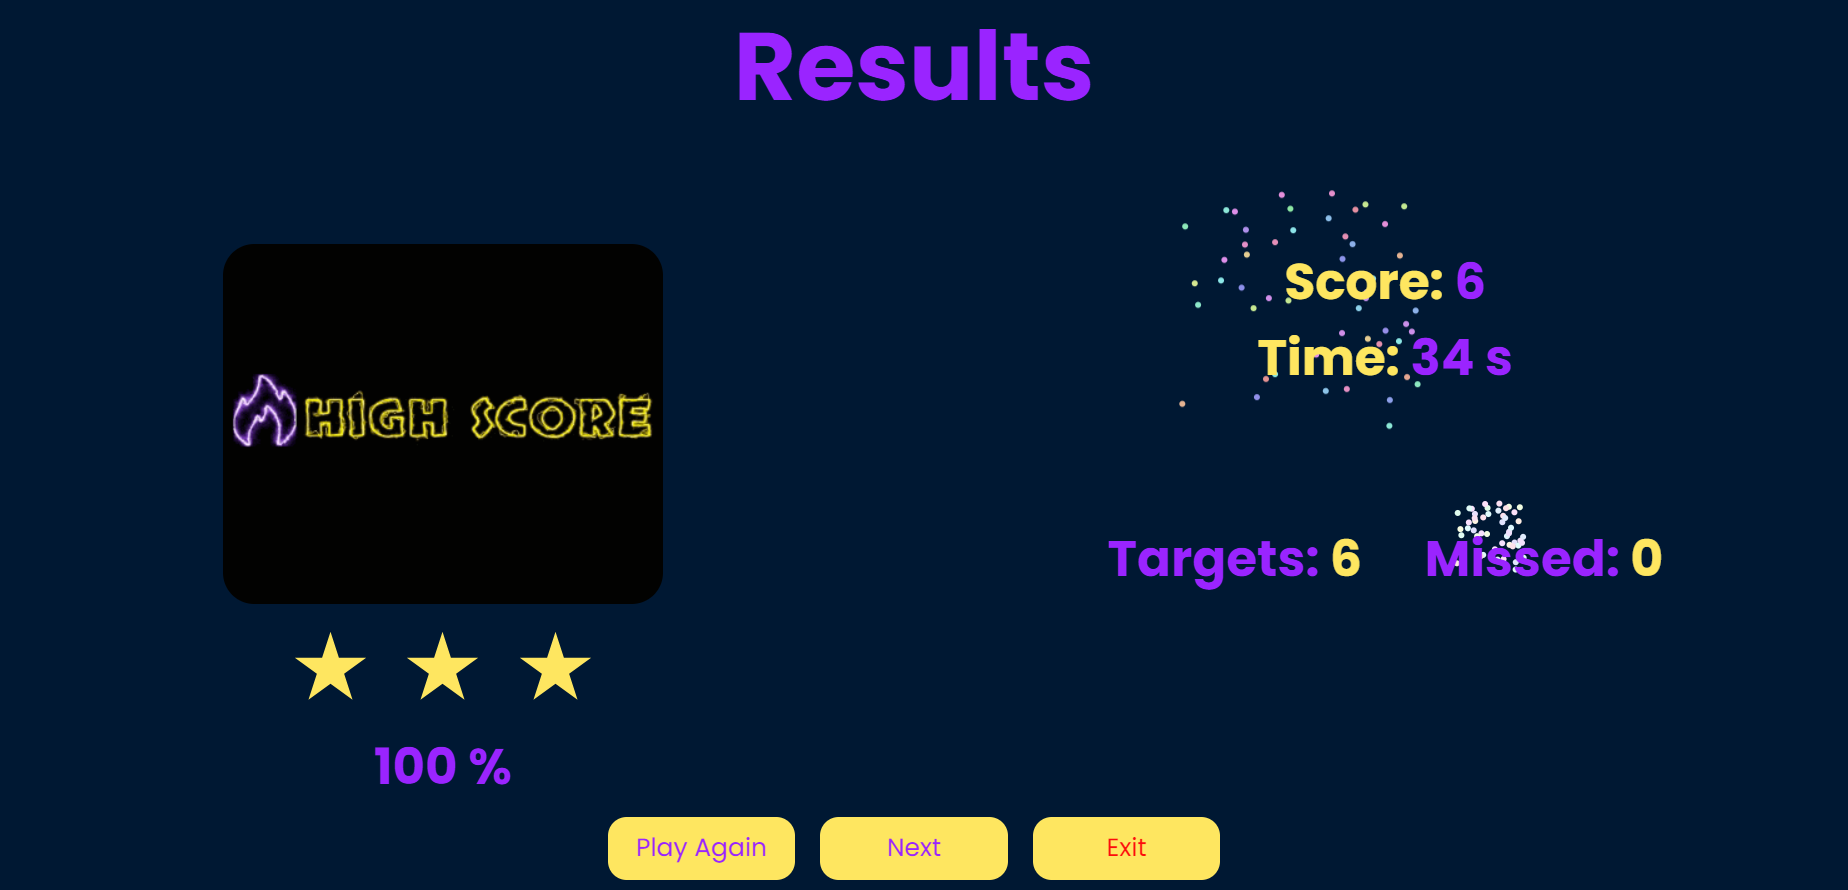 Results
HIGH SCORE
100 %
Score: 6
Time: 34 s
Targets: 6 Missed: 0
Play Again Next Exit